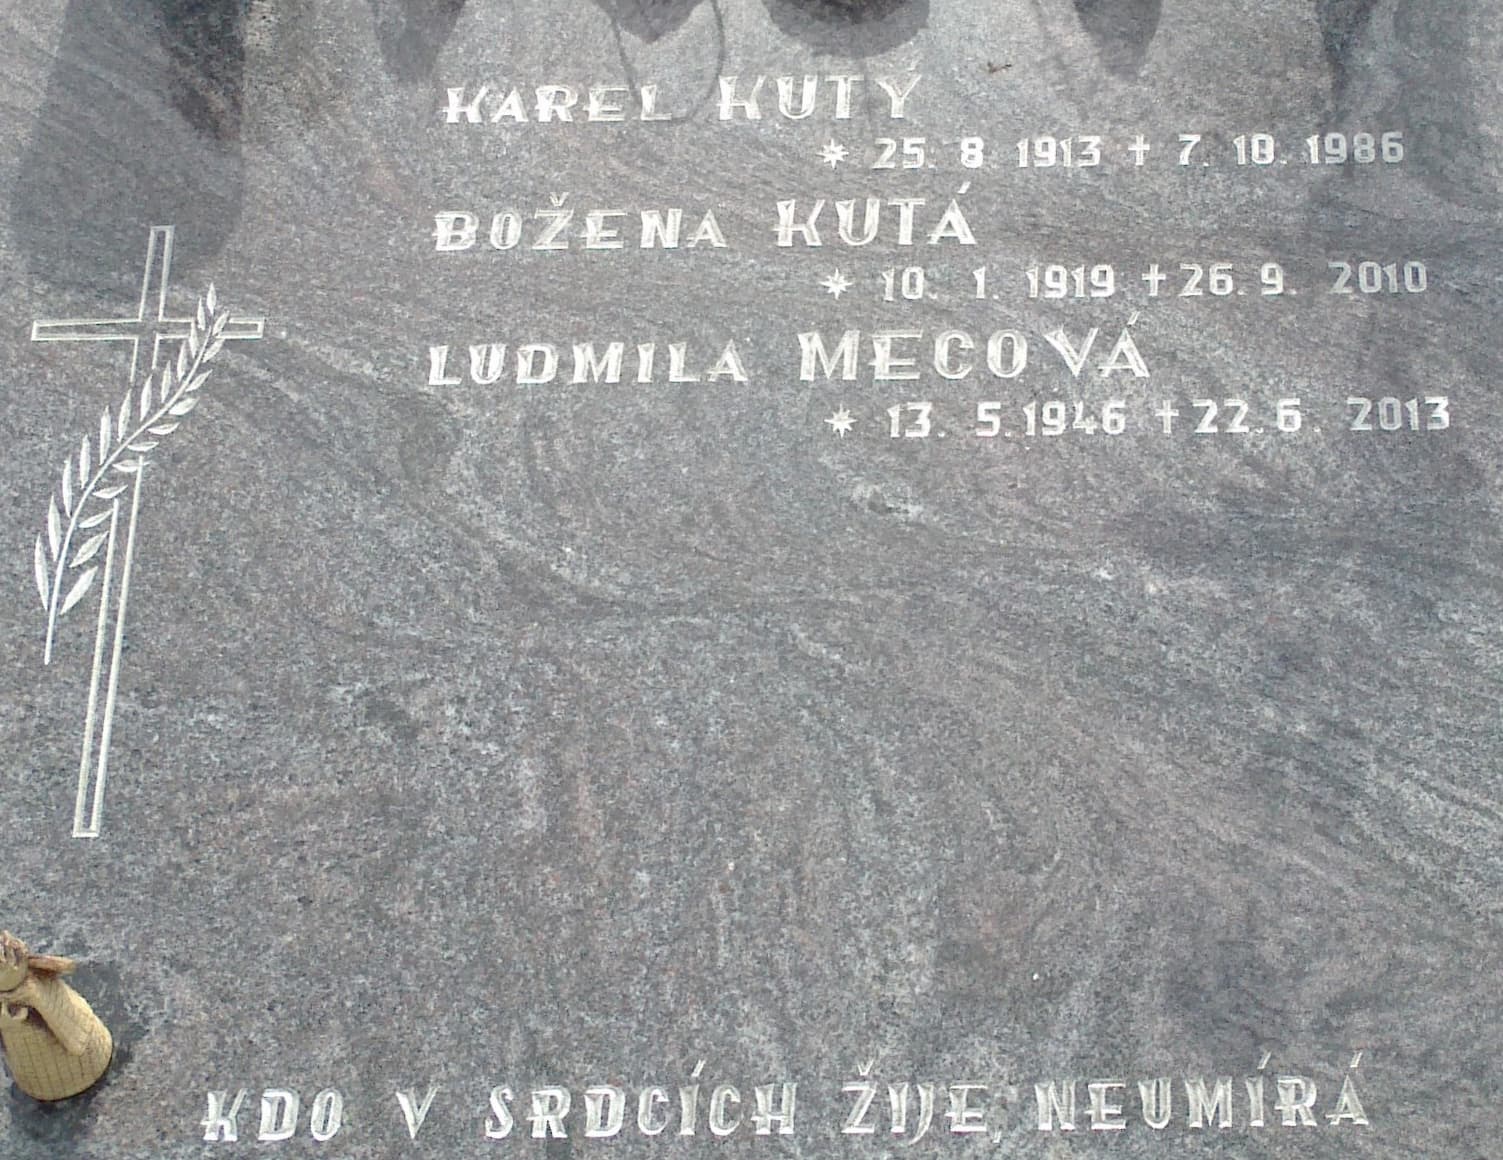 KAREL KUTÝ
* 25. 8 1913 + 7. 10. 1986
BOŽENA KUTÁ
* 10. 1. 1919 + 26. 9. 2010
LUDMILA MECOVÁ
* 13. 5. 1946 + 22. 6. 2013
KDO V SRDCÍCH ŽIJE, NEUMÍRÁ